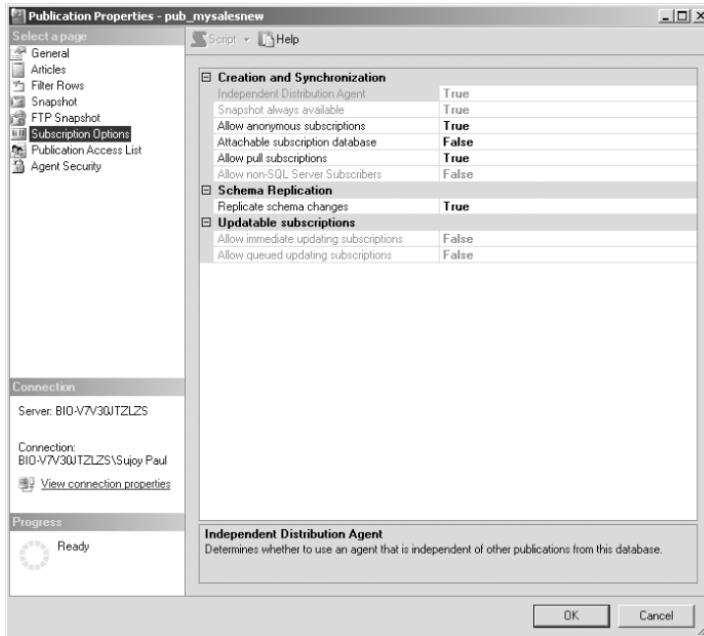 Publication Properties - pub_mysalesnew
Select a page
General
Articles
Filter Rows
Snapshot
FTP Snapshot
Subscription Options
Publication Access List
Agent Security
Script
Help
Creation and Synchronization
Independent Distribution Agent True
Snapshot always available True
Allow anonymous subscriptions True
Attachable subscription database False
Allow pull subscriptions True
Allow non-SQL Server Subscribers False
Schema Replication
Replicate schema changes True
Updatable subscriptions
Allow immediate updating subscriptions False
Allow queued updating subscriptions False
Connection
Server: BIO-V7V30JTZLZS
Connection:
BIO-V7V30JTZLZS\Sujoy Paul
View connection properties
Progress
Ready
Independent Distribution Agent
Determines whether to use an agent that is independent of other publications from this database.
OK
Cancel